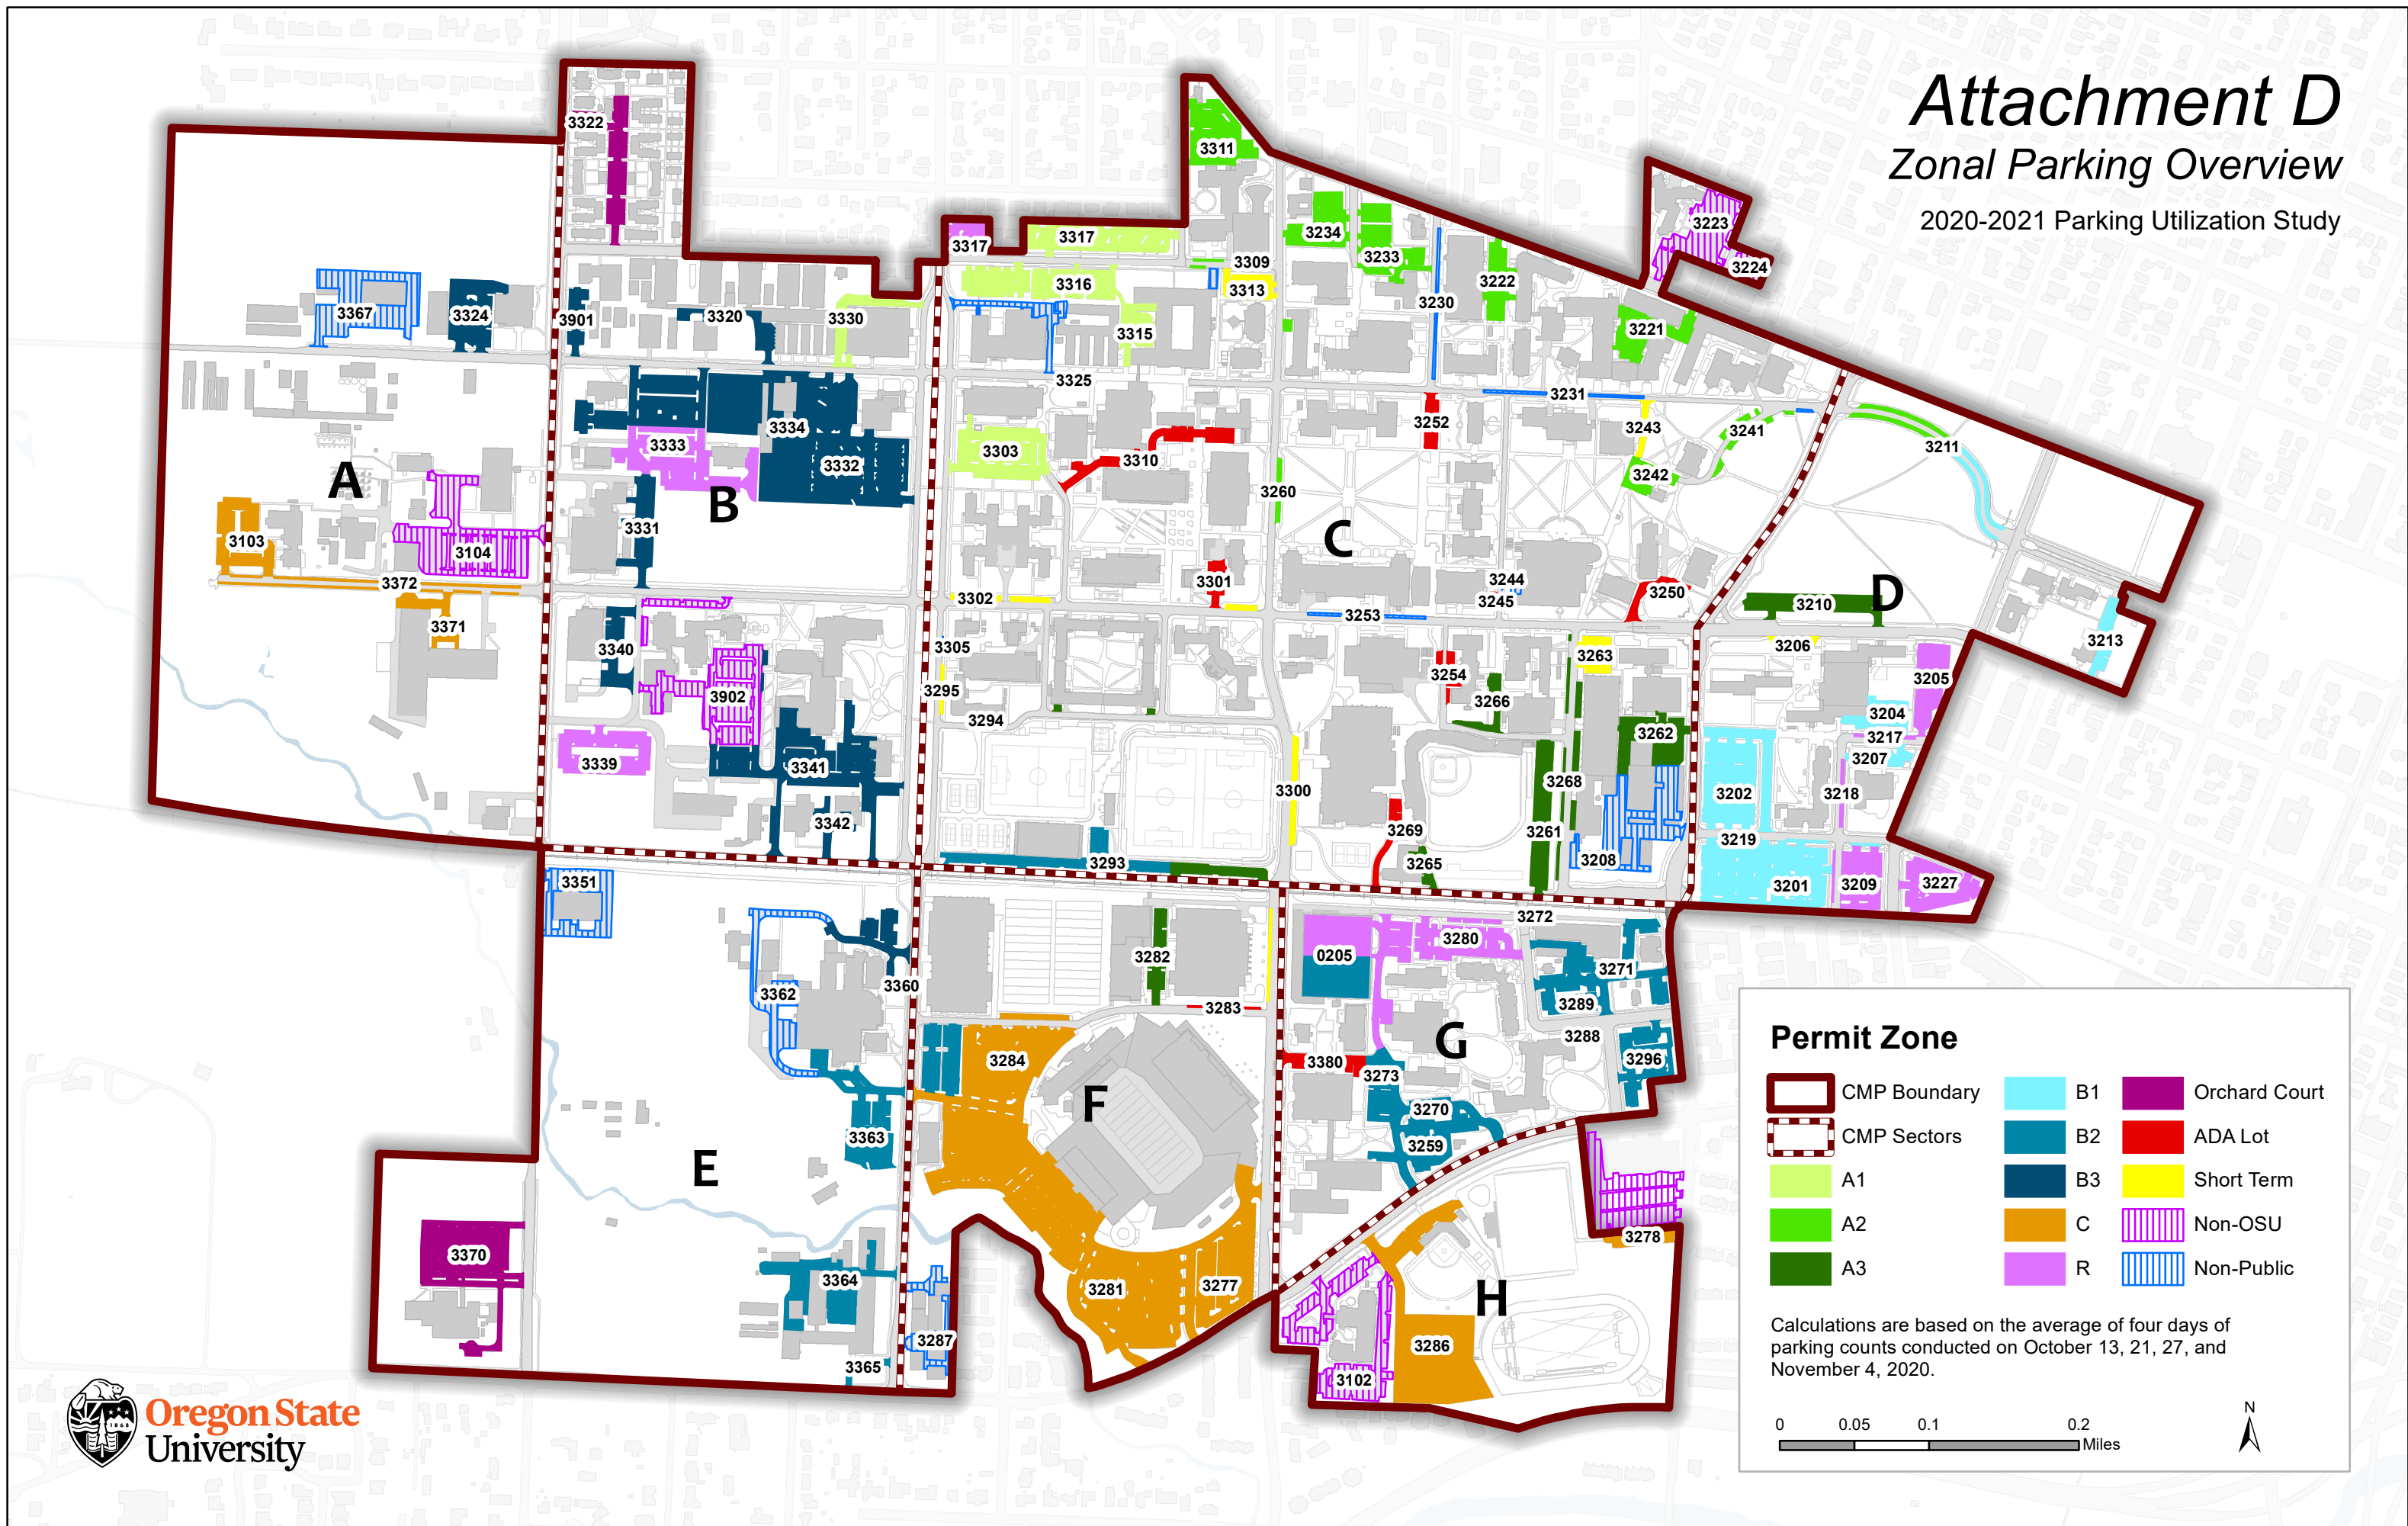 Attachment D
Zonal Parking Overview
2020-2021 Parking Utilization Study
3322
3311
3223
3224
3317
3317
3234
3233
3309
3313
3222
3230
3316
3315
3221
3367
3324
3901
3320
3330
3325
3231
3252
3243
3241
3211
3334
3333
3332
3303
3310
3242
A
B
3260
C
3331
3103
3104
3372
3301
3244
3245
3250
D
3210
3302
3253
3371
3340
3305
3206
3213
3263
3254
3205
3902
3295
3294
3266
3204
3262
3217
3207
3339
3341
3268
3300
3202
3218
3342
3269
3261
3219
3293
3265
3208
3351
3201
3209
3227
3272
3280
0205
3282
3271
3362
3360
3283
3289
3288
G
3284
3380
3296
3273
F
3270
3363
3259
E
3278
3370
3364
3281
3277
H
3287
3286
3365
3102
Permit Zone
CMP Boundary
CMP Sectors
A1
A2
A3
B1
B2
B3
C
R
Orchard Court
ADA Lot
Short Term
Non-OSU
Non-Public
Calculations are based on the average of four days of
parking counts conducted on October 13, 21, 27, and
November 4, 2020.
0 0.05 0.1 0.2
Miles
N
1868
Oregon State
University